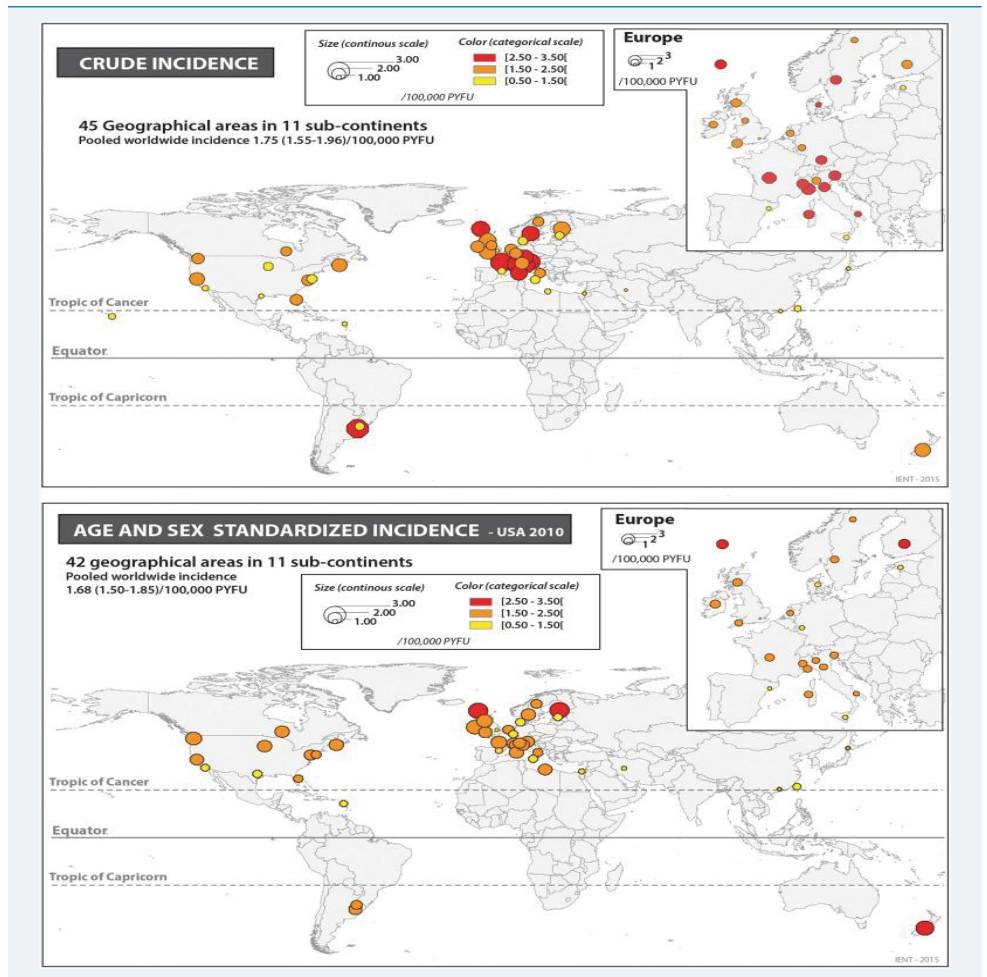 CRUDE INCIDENCE
Size (continous scale)
3.00
2.00
1.00
Color (categorical scale)
[2.50 - 3.50[
[1.50 - 2.50[
[0.50 - 1.50[
/100,000 PYFU
Europe
1 2 3
/100,000 PYFU
45 Geographical areas in 11 sub-continents
Pooled worldwide incidence 1.75 (1.55-1.96)/100,000 PYFU
Tropic of Cancer
Equator
Tropic of Capricorn
IENT - 2015
AGE AND SEX STANDARDIZED INCIDENCE - USA 2010
42 geographical areas in 11 sub-continents
Pooled worldwide incidence
1.68 (1.50-1.85)/100,000 PYFU
Size (continous scale)
3.00
2.00
1.00
Color (categorical scale)
[2.50 - 3.50[
[1.50 - 2.50[
[0.50 - 1.50[
/100,000 PYFU
Europe
1 2 3
/100,000 PYFU
Tropic of Cancer
Equator
Tropic of Capricorn
IENT - 2015